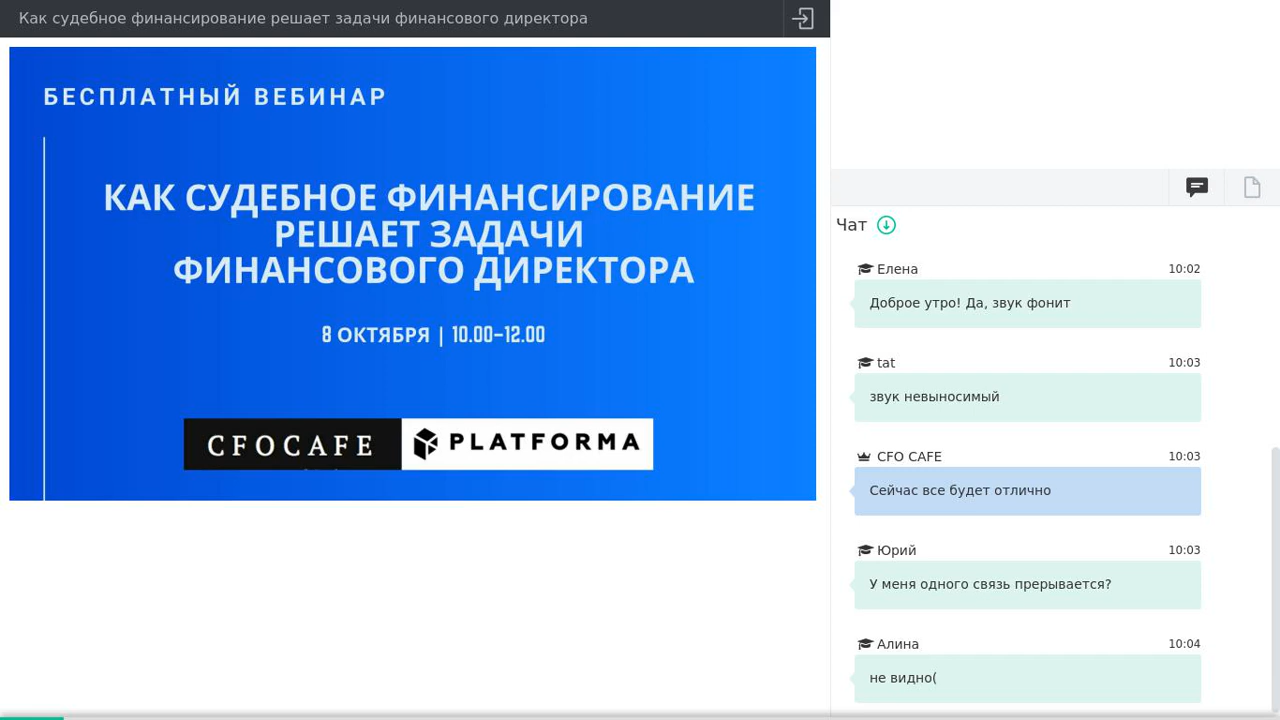 Как судебное финансирование решает задачи финансового директора
БЕСПЛАТНЫЙ ВЕБИНАР
КАК СУДЕБНОЕ ФИНАНСИРОВАНИЕ
РЕШАЕТ ЗАДАЧИ
ФИНАНСОВОГО ДИРЕКТОРА
8 ОКТЯБРЯ | 10.00-12.00
CFOCAFE PLATFORMA
Чат
Елена 10:02
Доброе утро! Да, звук фонит
tat 10:03
звук невыносимый
CFO CAFE 10:03
Сейчас все будет отлично
Юрий 10:03
У меня одного связь прерывается?
Алина 10:04
не видно(